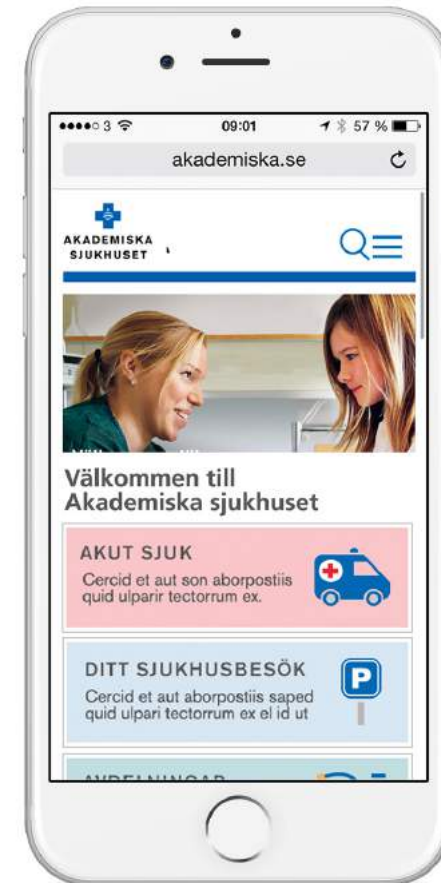 3 09:01 57 %
akademiska.se
AKADEMISKA
SJUKHUSET
Välkommen till
Akademiska sjukhuset
AKUT SJUK
Cercid et aut son aborpostiis
quid ulparir tectorrum ex.
DITT SJUKHUSBESÖK
P
Cercid et aut aborpostiis saped
quid ulpari tectorrum ex el id ut
AVDELNINGAR